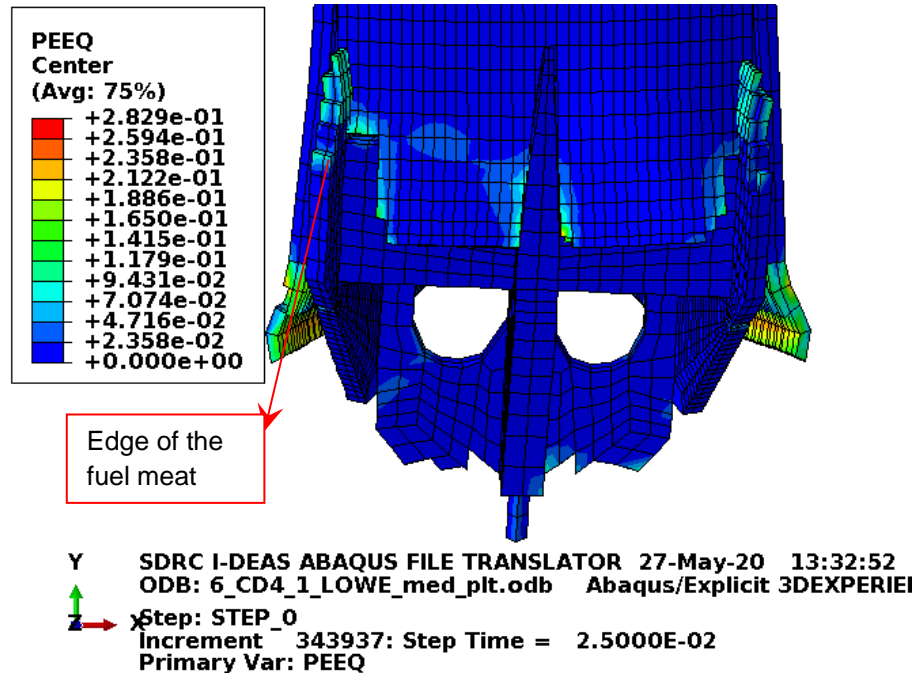 PEEQ
Center
(Avg: 75%)
+2.829e-01
+2.594e-01
+2.358e-01
+2.122e-01
+1.886e-01
+1.650e-01
+1.415e-01
+1.179e-01
+9.431e-02
+7.074e-02
+4.716e-02
+2.358e-02
+0.000e+00
Edge of the
fuel meat
Y
Z
X
SDRC I-DEAS ABAQUS FILE TRANSLATOR 27-May-20 13:32:52
ODB: 6_CD4_1_LOWE_med_plt.odb Abaqus/Explicit 3DEXPERIE
Step: STEP_0
Increment 343937: Step Time = 2.5000E-02
Primary Var: PEEQ